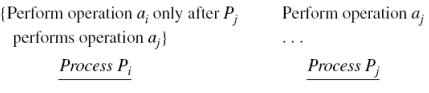 {Perform operation a_i only after P_j performs operation a_j}
Perform operation a_j
. . .
Process P_i
Process P_j